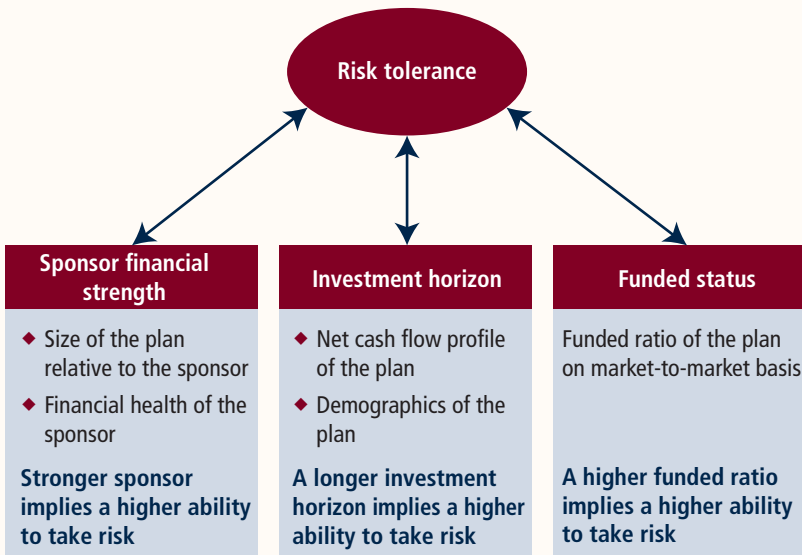 Risk tolerance
Sponsor financial
strength
◆ Size of the plan
relative to the sponsor
◆ Financial health of the
sponsor
Stronger sponsor
implies a higher ability
to take risk
Investment horizon
◆ Net cash flow profile
of the plan
◆ Demographics of the
plan
A longer investment
horizon implies a higher
ability to take risk
Funded status
Funded ratio of the plan
on market-to-market basis
A higher funded ratio
implies a higher ability
to take risk